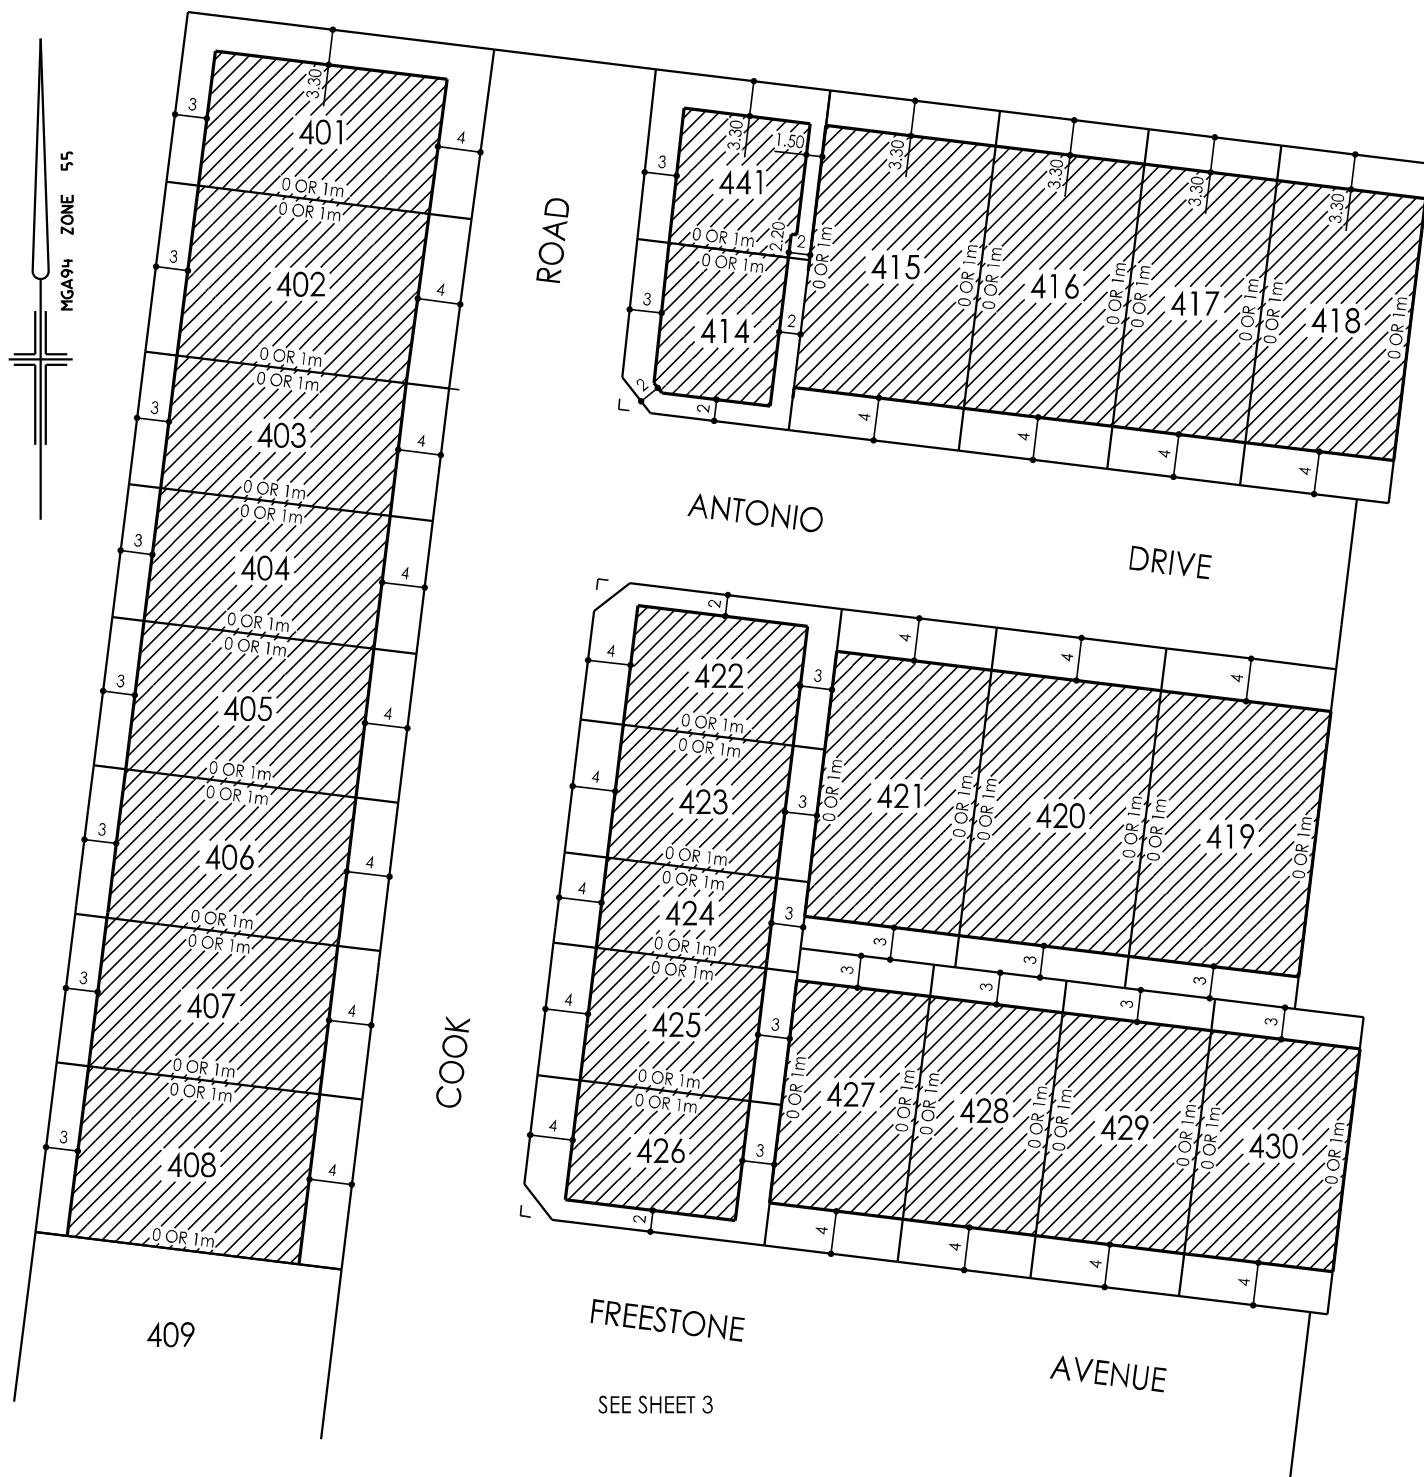 MGA94 ZONE 55
3.30
3
401
4
0 OR 1m
0 OR 1m
3
402
4
0 OR 1m
0 OR 1m
3
403
4
0 OR 1m
0 OR 1m
3
404
4
0 OR 1m
0 OR 1m
3
405
4
0 OR 1m
0 OR 1m
3
406
4
0 OR 1m
0 OR 1m
3
407
4
0 OR 1m
0 OR 1m
3
408
4
0 OR 1m
409
COOK
ROAD
3.30
1.50
3
441
2.20
2
0 OR 1m
0 OR 1m
3
414
2
2
2
3.30
0 OR 1m
415
0 OR 1m
4
3.30
0 OR 1m
416
0 OR 1m
4
3.30
0 OR 1m
417
0 OR 1m
4
3.30
0 OR 1m
418
0 OR 1m
4
ANTONIO
DRIVE
2
4
422
3
0 OR 1m
0 OR 1m
4
423
3
0 OR 1m
0 OR 1m
4
424
3
0 OR 1m
0 OR 1m
4
425
3
0 OR 1m
0 OR 1m
4
426
3
2
4
0 OR 1m
421
0 OR 1m
3
4
0 OR 1m
420
0 OR 1m
3
4
0 OR 1m
419
0 OR 1m
3
3
0 OR 1m
427
0 OR 1m
4
3
0 OR 1m
428
0 OR 1m
4
3
0 OR 1m
429
0 OR 1m
4
3
0 OR 1m
430
0 OR 1m
4
FREESTONE
AVENUE
SEE SHEET 3